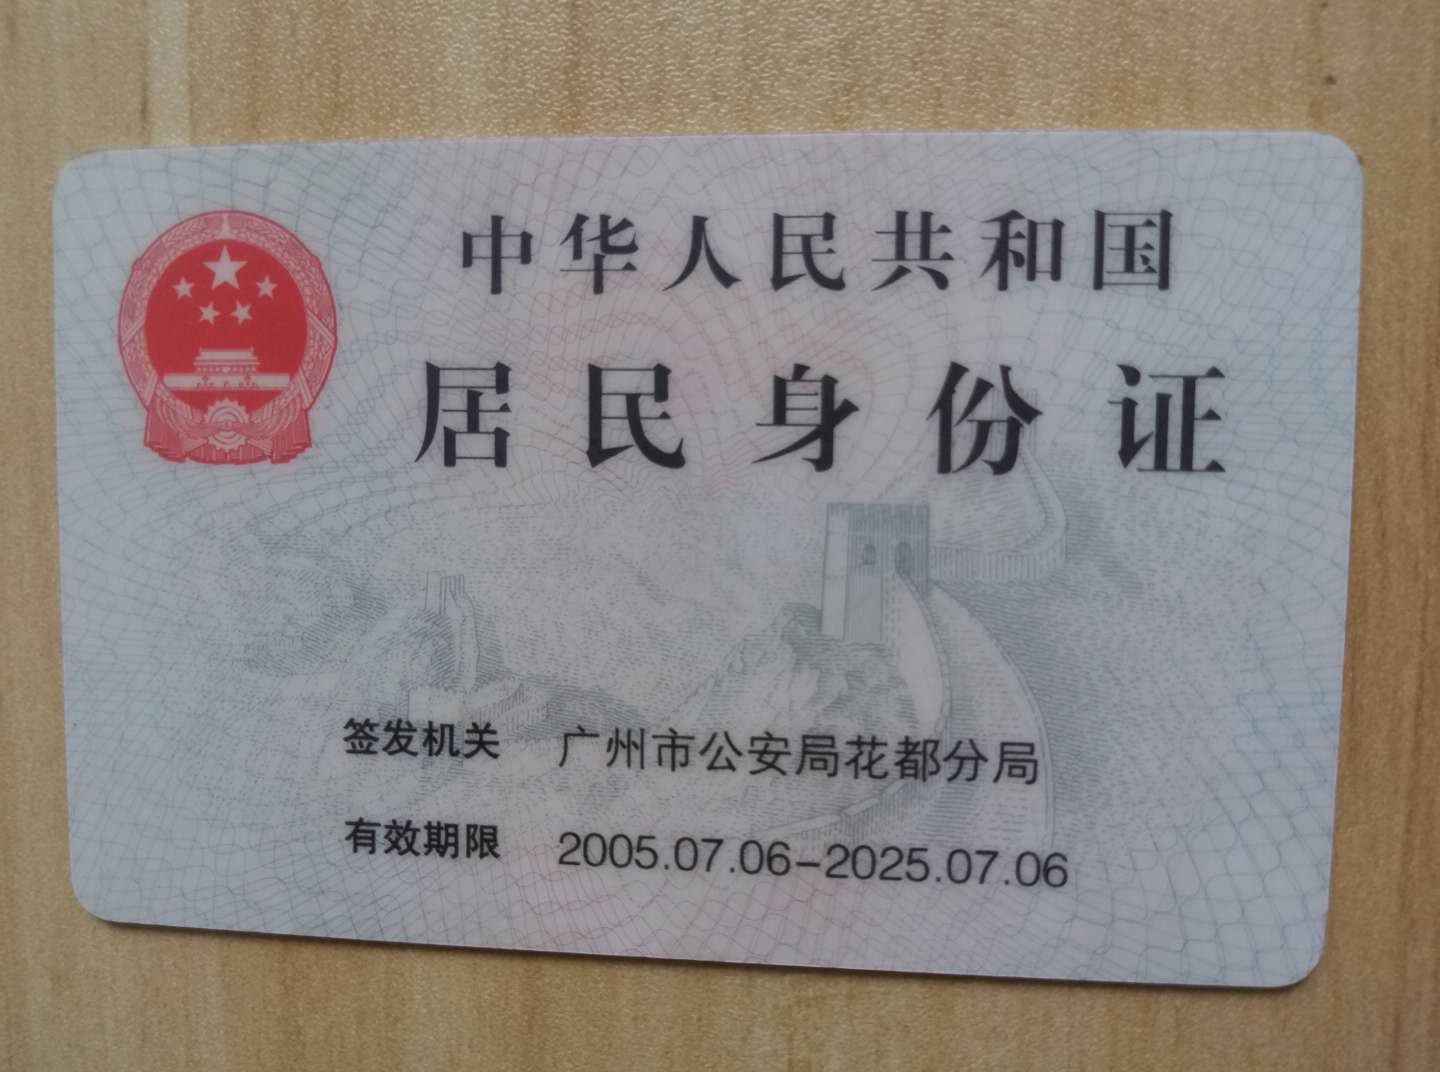 中华人民共和国
居民身份证
签发机关 广州市公安局花都分局
有效期限 2005.07.06-2025.07.06